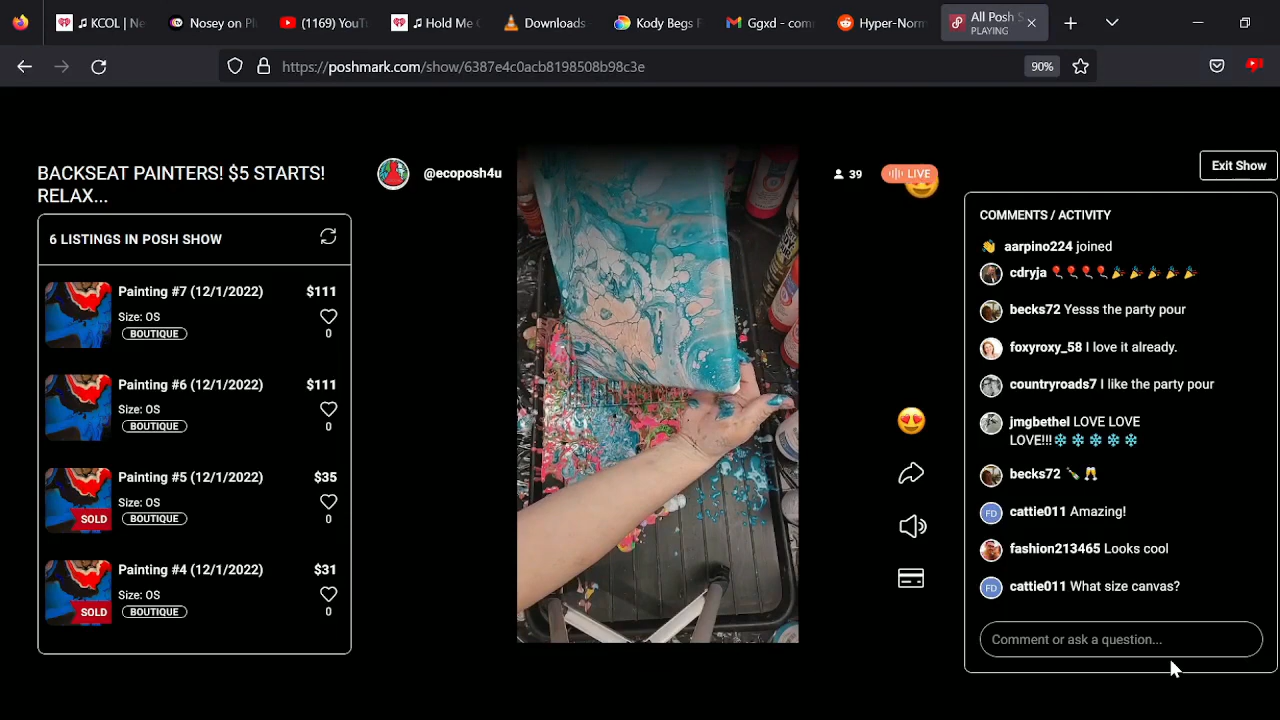 KCOL | Ne
Nosey on Pl
(1169) YouT
Hold Me
Downloads
Kody Begs F
Ggxd - com
Hyper-Norm
All Posh S
PLAYING
https://poshmark.com/show/6387e4c0acb8198508b98c3e
90%
BACKSEAT PAINTERS! $5 STARTS!
RELAX...
@ecoposh4u
39
LIVE
Exit Show
6 LISTINGS IN POSH SHOW
Painting #7 (12/1/2022) $111
Size: OS
BOUTIQUE
0
Painting #6 (12/1/2022) $111
Size: OS
BOUTIQUE
0
Painting #5 (12/1/2022) $35
Size: OS
SOLD
BOUTIQUE
0
Painting #4 (12/1/2022) $31
Size: OS
SOLD
BOUTIQUE
0
COMMENTS / ACTIVITY
👏 aarpino224 joined
cdryja 🎈🎈🎈🎈🎉🎉🎉🎉🎉
becks72 Yesss the party pour
foxyroxy_58 I love it already.
countryroads7 I like the party pour
jmgbethel LOVE LOVE
LOVE!!!❄❄❄❄❄
becks72 🍾🥂
FD cattie011 Amazing!
fashion213465 Looks cool
FD cattie011 What size canvas?
Comment or ask a question...